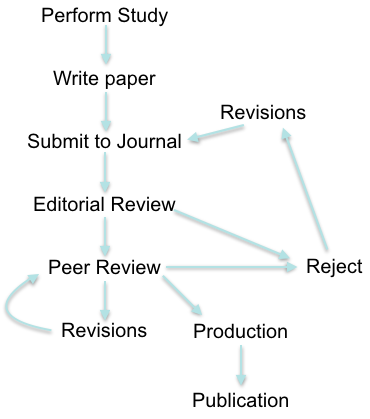 Perform Study
Write paper
Revisions
Submit to Journal
Editorial Review
Peer Review
Reject
Revisions
Production
Publication